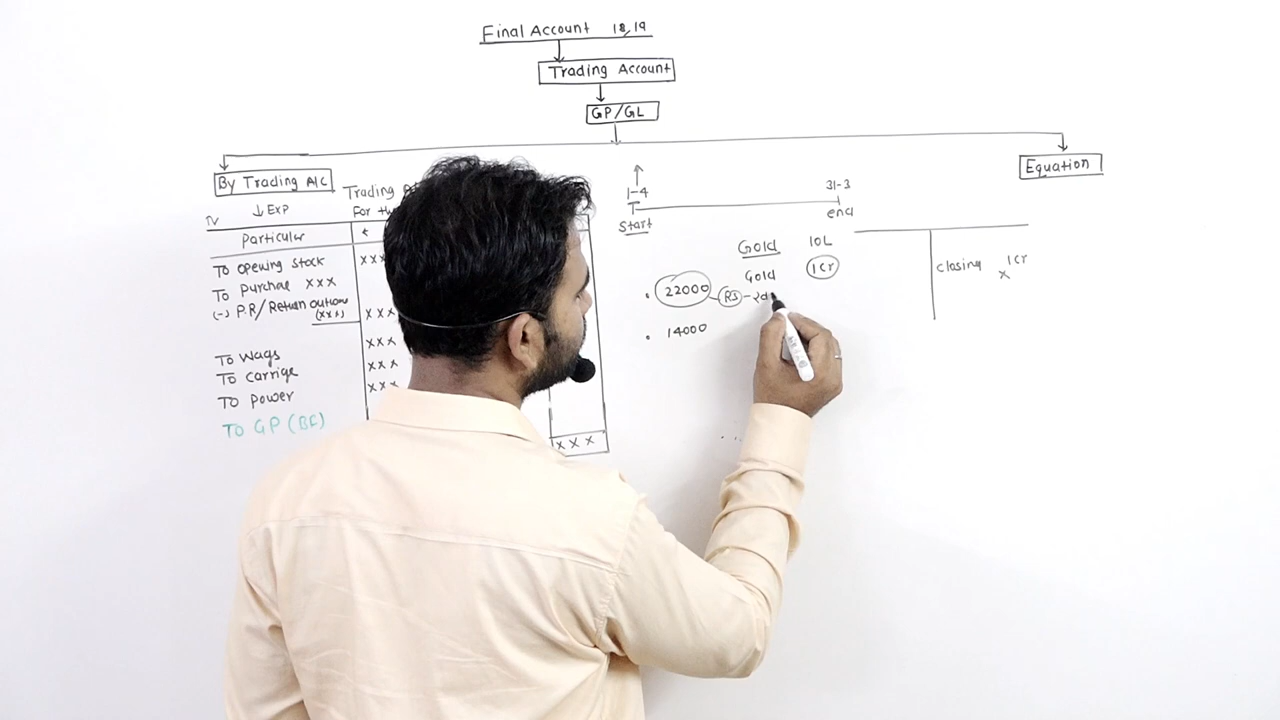 Final Account 18,19
Trading Account
GP/GL
By Trading A/C
Equation
Trading
↓ Exp
For the
Particular
₹
To opening stock
xxx
To purchase xxx
(-) P.R/Return outions
(xxx)
xxx
To wages
xxx
To carrige
xxx
To power
xxx
To GP (BF)
xxx
1-4
31-3
start
end
Gold 10L
Gold 1Cr
22000 RS
14000
closing x 1Cr